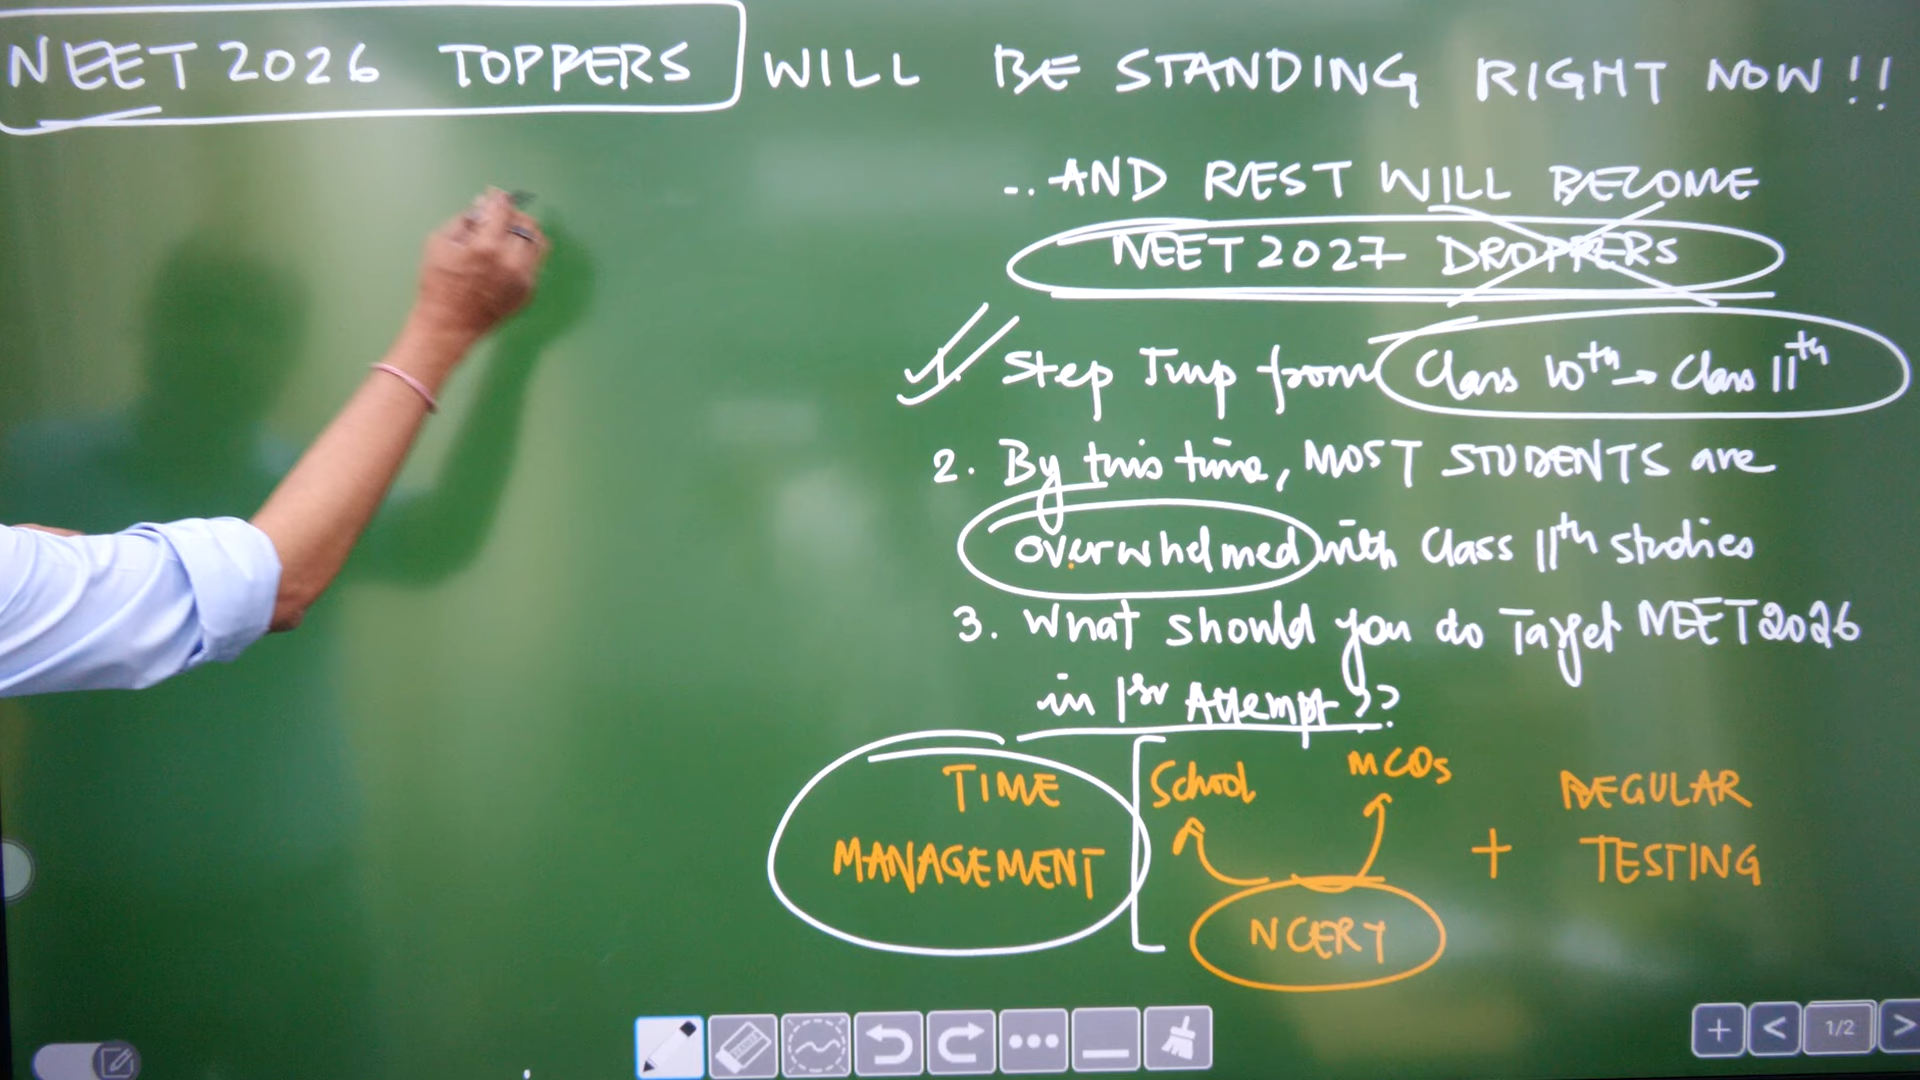 NEET 2026 TOPPERS WILL BE STANDING RIGHT NOW!!
...AND REST WILL BECOME
NEET 2027 DROPPERS
1. Step Jump from Class 10th → Class 11th
2. By this time, MOST STUDENTS are
overwhelmed with Class 11th studies
3. What should you do Target NEET 2026
in 1st Attempt??
TIME
MANAGEMENT
School
MCQs
NCERT
+
REGULAR
TESTING
1/2